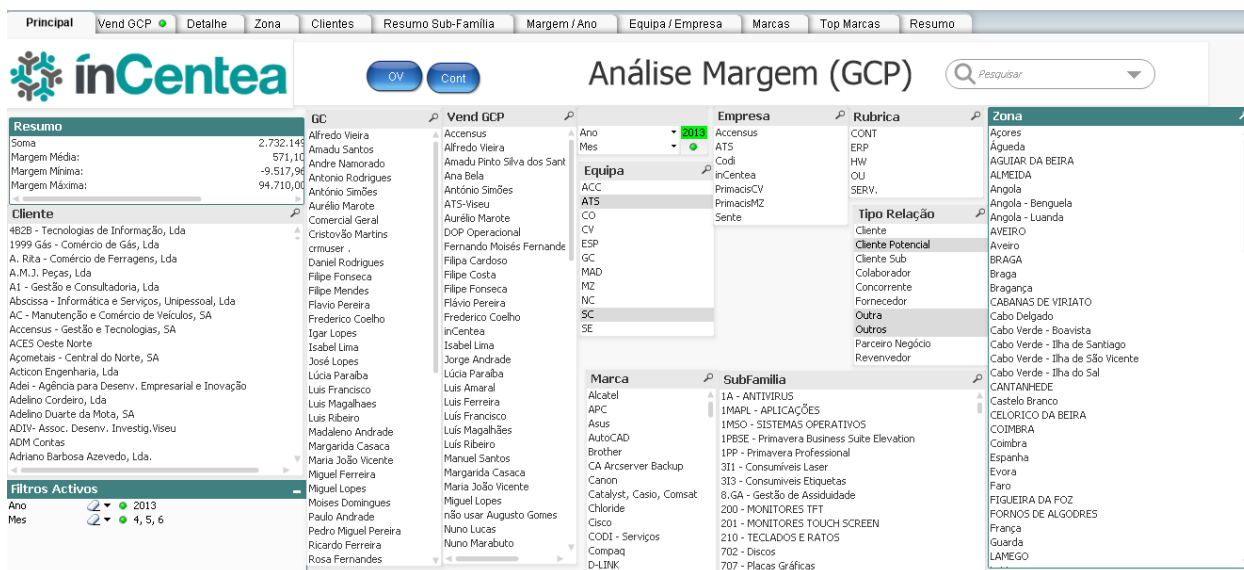 Principal Vend GCP Detalhe Zona Clientes Resumo Sub-Família Margem / Ano Equipa / Empresa Marcas Top Marcas Resumo
ínCentea
OV Cont
Análise Margem (GCP)
Pesquisar
Resumo
Soma 2.732.149
Margem Média: 571,10
Margem Mínima: -9.517,96
Margem Máxima: 94.710,00
Cliente
4B2B - Tecnologias de Informação, Lda
1999 Gás - Comércio de Gás, Lda
A. Rita - Comércio de Ferragens, Lda
A.M.J. Peças, Lda
A1 - Gestão e Consultadoria, Lda
Abscissa - Informática e Serviços, Unipessoal, Lda
AC - Manutenção e Comércio de Veículos, SA
Accensus - Gestão e Tecnologias, SA
ACES Oeste Norte
Açometais - Central do Norte, SA
Acticon Engenharia, Lda
Adei - Agência para Desenv. Empresarial e Inovação
Adelino Cordeiro, Lda
Adelino Duarte da Mota, SA
ADIV- Assoc. Desenv. Investig.Viseu
ADM Contas
Adriano Barbosa Azevedo, Lda.
Filtros Activos
Ano 2013
Mes 4, 5, 6
GC
Alfredo Vieira
Amadu Santos
Andre Namorado
Antonio Rodrigues
António Simões
Aurélio Marote
Comercial Geral
Cristovão Martins
crmuser .
Daniel Rodrigues
Filipe Fonseca
Filipe Mendes
Flavio Pereira
Frederico Coelho
Igar Lopes
Isabel Lima
José Lopes
Lúcia Paraíba
Luis Francisco
Luis Magalhaes
Luis Ribeiro
Madaleno Andrade
Margarida Casaca
Maria João Vicente
Miguel Ferreira
Miguel Lopes
Moises Domingues
Paulo Andrade
Pedro Miguel Pereira
Ricardo Ferreira
Rosa Fernandes
Vend GCP
Accensus
Alfredo Vieira
Amadu Pinto Silva dos Sant
Ana Bela
António Simões
ATS-Viseu
Aurélio Marote
DOP Operacional
Fernando Moisés Fernande
Filipa Cardoso
Filipe Costa
Filipe Fonseca
Flávio Pereira
Frederico Coelho
inCentea
Isabel Lima
Jorge Andrade
Lúcia Paraíba
Luis Amaral
Luis Ferreira
Luís Francisco
Luís Magalhães
Luís Ribeiro
Manuel Santos
Margarida Casaca
Maria João Vicente
Miguel Lopes
não usar Augusto Gomes
Nuno Lucas
Nuno Marabuto
Ano 2013
Mes
Equipa
ACC
ATS
CO
CV
ESP
GC
MAD
MZ
NC
SC
SE
Empresa
Accensus
ATS
Codi
inCentea
PrimacisCV
PrimacisMZ
Sente
Rubrica
CONT
ERP
HW
OU
SERV.
Tipo Relação
Cliente
Cliente Potencial
Cliente Sub
Colaborador
Concorrente
Fornecedor
Outra
Outros
Parceiro Negócio
Revenvedor
Marca
Alcatel
APC
Asus
AutoCAD
Brother
CA Arcserver Backup
Canon
Catalyst, Casio, Comsat
Chloride
Cisco
CODI - Serviços
Compaq
D-LINK
SubFamilia
1A - ANTIVIRUS
1MAPL - APLICAÇÕES
1MSO - SISTEMAS OPERATIVOS
1PBSE - Primavera Business Suite Elevation
1PP - Primavera Professional
3I1 - Consumíveis Laser
3I3 - Consumiveis Etiquetas
8.GA - Gestão de Assiduidade
200 - MONITORES TFT
201 - MONITORES TOUCH SCREEN
210 - TECLADOS E RATOS
702 - Discos
707 - Placas Gráficas
Zona
Açores
Águeda
AGUIAR DA BEIRA
ALMEIDA
Angola
Angola - Benguela
Angola - Luanda
AVEIRO
Aveiro
BRAGA
Braga
Bragança
CABANAS DE VIRIATO
Cabo Delgado
Cabo Verde - Boavista
Cabo Verde - Ilha de Santiago
Cabo Verde - Ilha de São Vicente
Cabo Verde - Ilha do Sal
CANTANHEDE
Castelo Branco
CELORICO DA BEIRA
COIMBRA
Coimbra
Espanha
Evora
Faro
FIGUEIRA DA FOZ
FORNOS DE ALGODRES
França
Guarda
LAMEGO